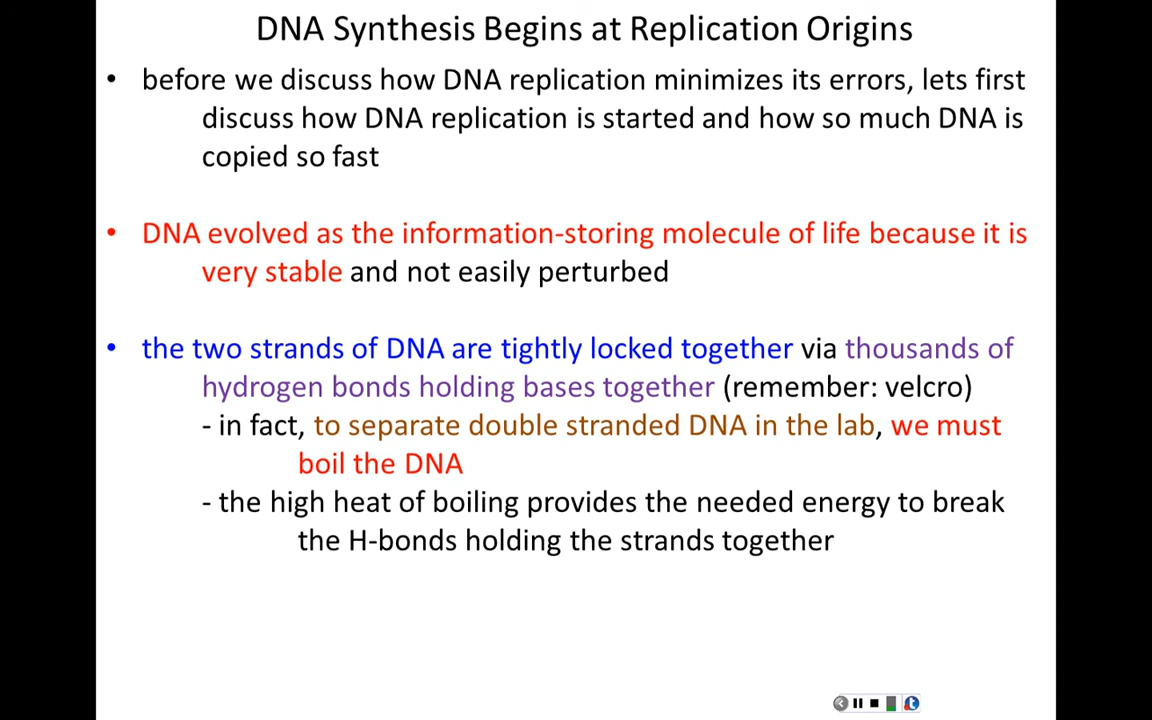 DNA Synthesis Begins at Replication Origins
• before we discuss how DNA replication minimizes its errors, lets first
discuss how DNA replication is started and how so much DNA is
copied so fast
• DNA evolved as the information-storing molecule of life because it is
very stable and not easily perturbed
• the two strands of DNA are tightly locked together via thousands of
hydrogen bonds holding bases together (remember: velcro)
- in fact, to separate double stranded DNA in the lab, we must
boil the DNA
- the high heat of boiling provides the needed energy to break
the H-bonds holding the strands together